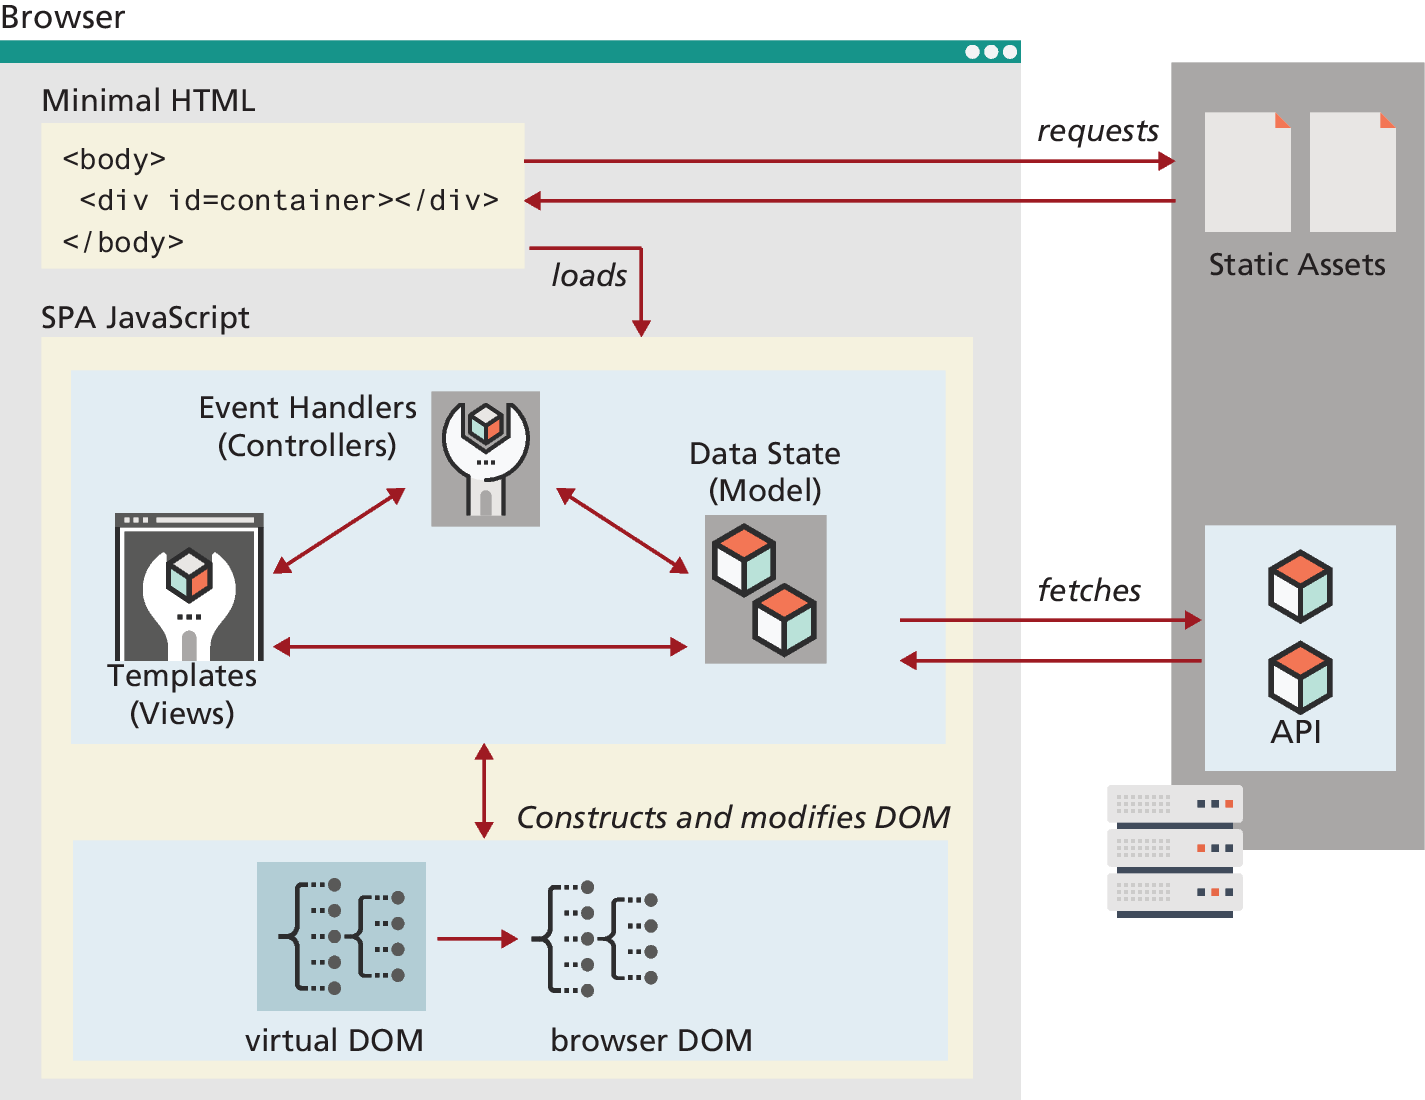 Browser
Minimal HTML
<body>
<div id=container></div>
</body>
requests
Static Assets
loads
SPA JavaScript
Event Handlers
(Controllers)
Data State
(Model)
Templates
(Views)
fetches
API
Constructs and modifies DOM
virtual DOM
browser DOM